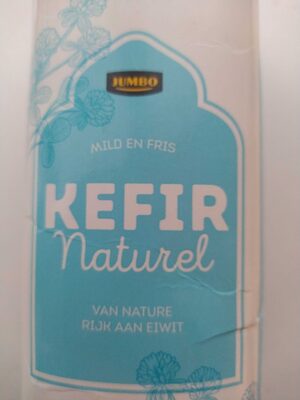 JUMBO
MILD EN FRIS
KEFIR
Naturel
VAN NATURE
RIJK AAN EIWIT